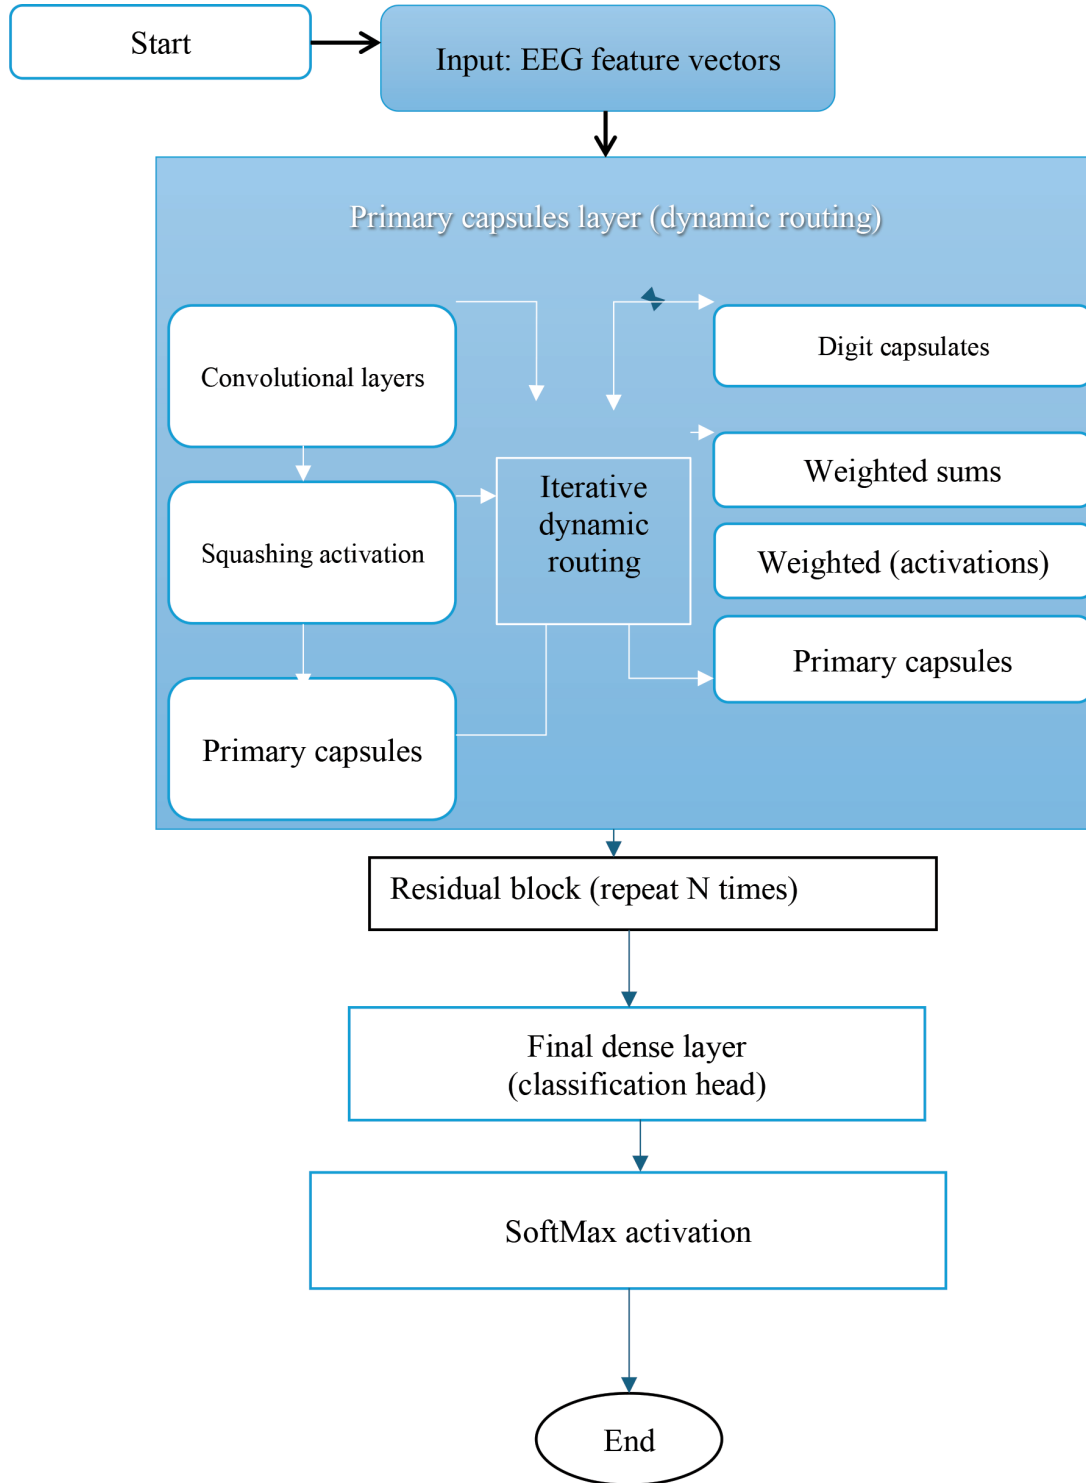 Start
Input: EEG feature vectors
Primary capsules layer (dynamic routing)
Convolutional layers
Squashing activation
Primary capsules
Iterative
dynamic
routing
Digit capsulates
Weighted sums
Weighted (activations)
Primary capsules
Residual block (repeat N times)
Final dense layer
(classification head)
SoftMax activation
End